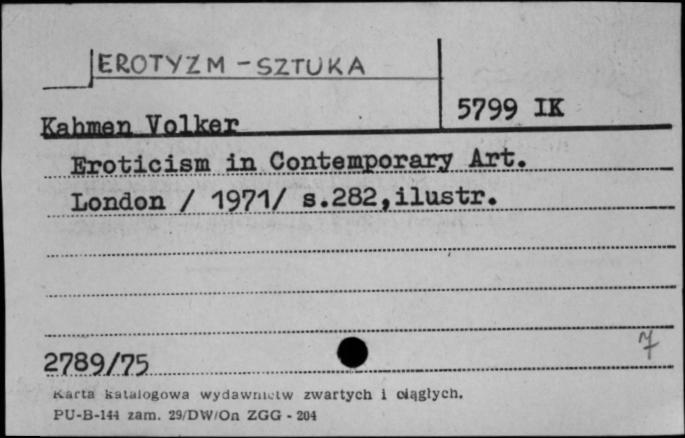 EROTYZM - SZTUKA
5799 IK
Kahmen Volker
Eroticism in Contemporary Art.
London / 1971/ s.282,ilustr.
7
2789/75
Karta katalogowa wydawnictw zwartych i ciągłych.
PU-B-144 zam. 29/DW/On ZGG - 204